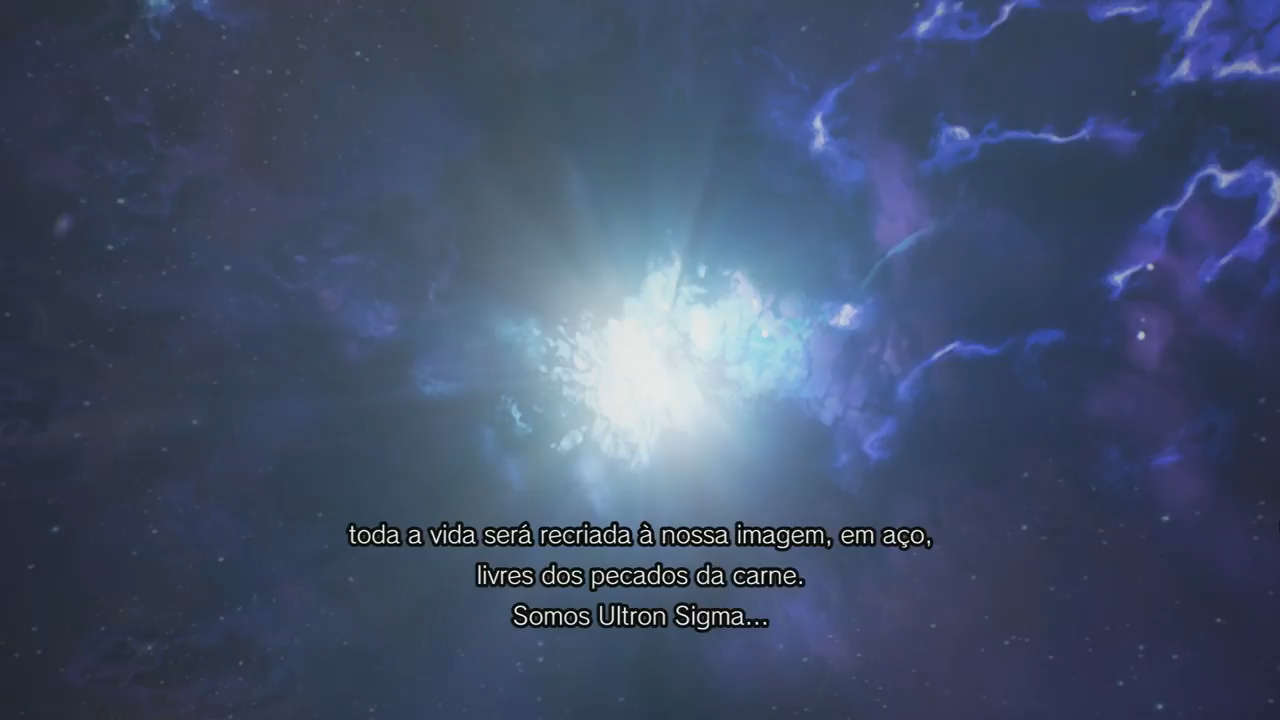 toda a vida será recriada à nossa imagem, em aço,
livres dos pecados da carne.
Somos Ultron Sigma...